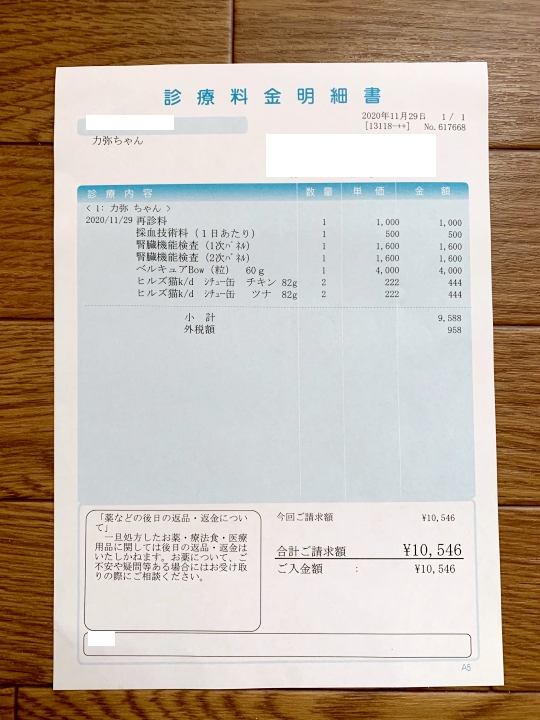 診療料金明細書
2020年11月29日 1 / 1
[13118-++] No.617668
力弥ちゃん
診療内容 数量 単価 金額
< 1: 力弥 ちゃん >
2020/11/29 再診料 1 1,000 1,000
採血技術料（１日あたり） 1 500 500
腎臓機能検査（1次ﾊﾟﾈﾙ） 1 1,600 1,600
腎臓機能検査（2次ﾊﾟﾈﾙ） 1 1,600 1,600
ベルキュアBow（粒） 60ｇ 1 4,000 4,000
ヒルズ猫k/d ｼﾁｭｰ缶 チキン 82g 2 222 444
ヒルズ猫k/d ｼﾁｭｰ缶 ツナ 82g 2 222 444
小 計 9,588
外税額 958
「薬などの後日の返品・返金につい
て」
一旦処方したお薬・療法食・医療
用品に関しては後日の返品・返金は
いたしかねます。お薬について、ご
不安や疑問等ある場合にはお受け取
りの際にご相談ください。
今回ご請求額 ¥10,546
合計ご請求額 ¥10,546
ご入金額 : ¥10,546
A5